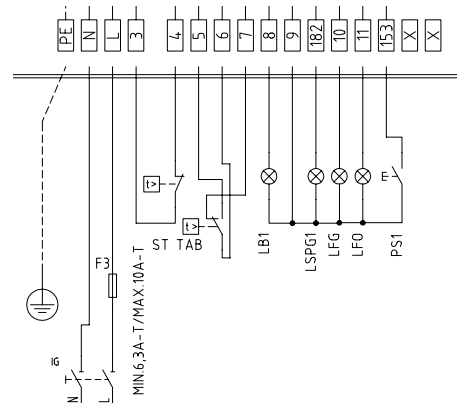 PE N L 3 4 5 6 7 8 9 182 10 11 153 X X
t>
t>
ST TAB
LB1
LSPG1
LFG
LFO
PS1
E
F3
MIN.6,3A-T/MAX.10A-T
IG
N
L